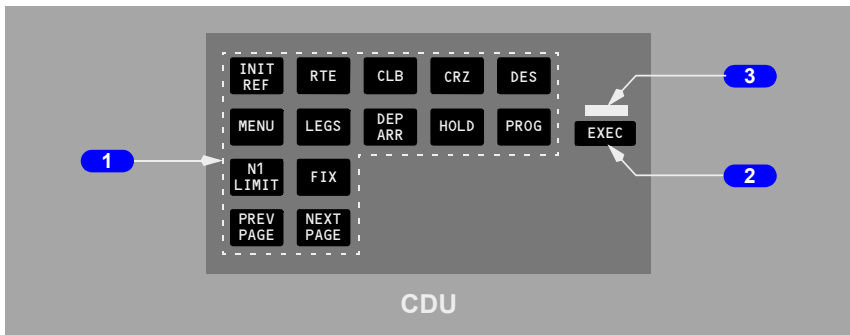 INIT
REF
RTE
CLB
CRZ
DES
3
MENU
LEGS
DEP
ARR
HOLD
PROG
EXEC
1
N1
LIMIT
FIX
2
PREV
PAGE
NEXT
PAGE
CDU